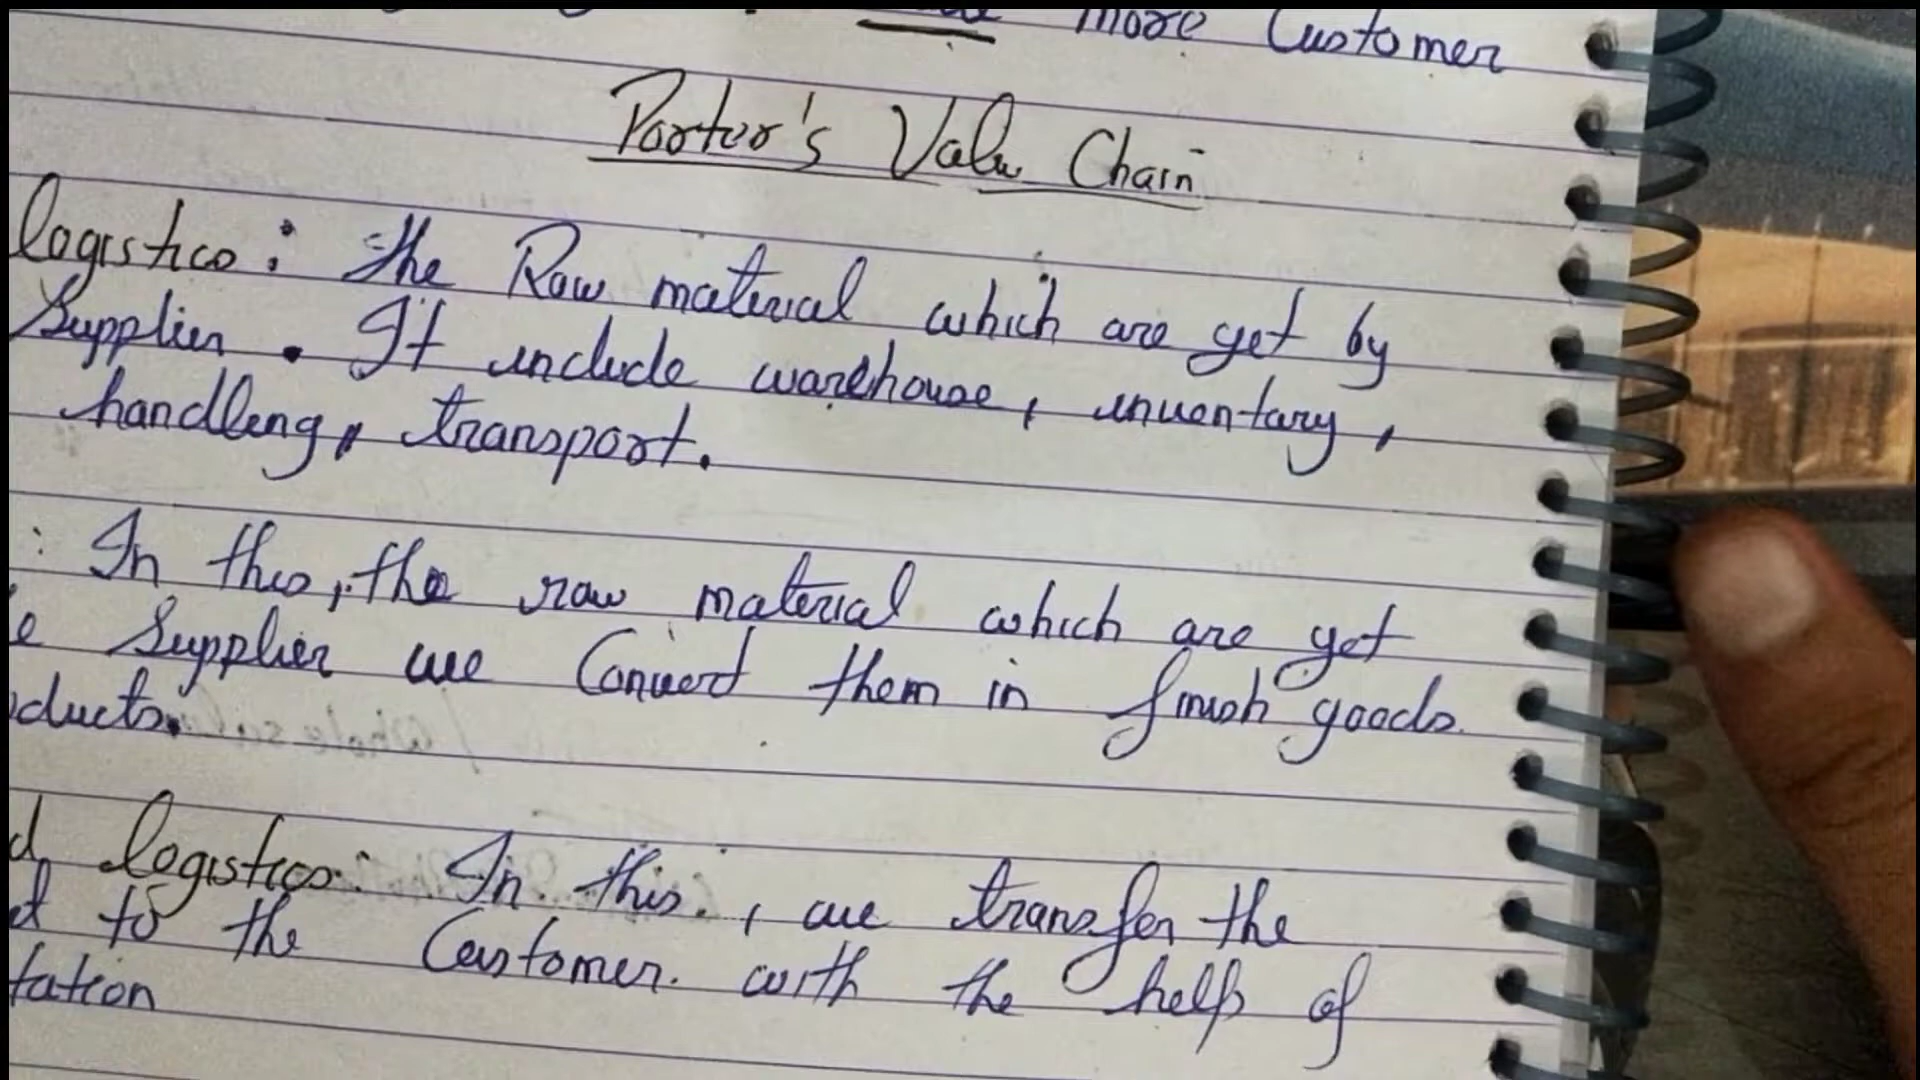 more Customer
Porter's Value Chain
logistics : the Raw material which are get by
Supplier . It include warehouse , inventary ,
handling, transport.
: In this, the raw material which are get
e Supplier we Convert them in finish goods.
oducts.
d logistics: In this , we transfer the
d to the Customer. with the help of
tation